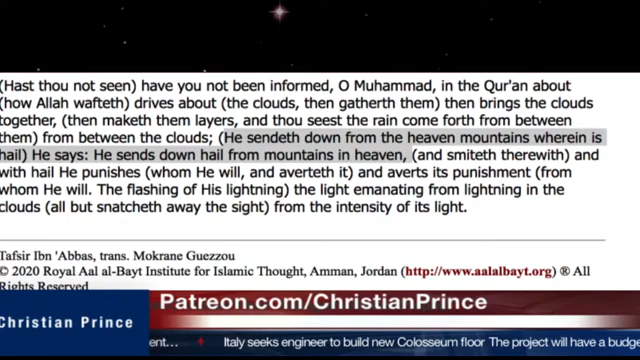 (Hast thou not seen) have you not been informed, O Muhammad, in the Qur'an about
(how Allah wafteth) drives about (the clouds, then gatherth them) then brings the clouds
together, (then maketh them layers, and thou seest the rain come forth from between
them) from between the clouds; (He sendeth down from the heaven mountains wherein is
hail) He says: He sends down hail from mountains in heaven, (and smiteth therewith) and
with hail He punishes (whom He will, and averteth it) and averts its punishment (from
whom He will. The flashing of His lightning) the light emanating from lightning in the
clouds (all but snatcheth away the sight) from the intensity of its light.
Tafsir Ibn 'Abbas, trans. Mokrane Guezzou
© 2020 Royal Aal al-Bayt Institute for Islamic Thought, Amman, Jordan (http://www.aalalbayt.org) ® All
Rights Reserved
Patreon.com/ChristianPrince
Christian Prince
ent... + Italy seeks engineer to build new Colosseum floor The project will have a budge